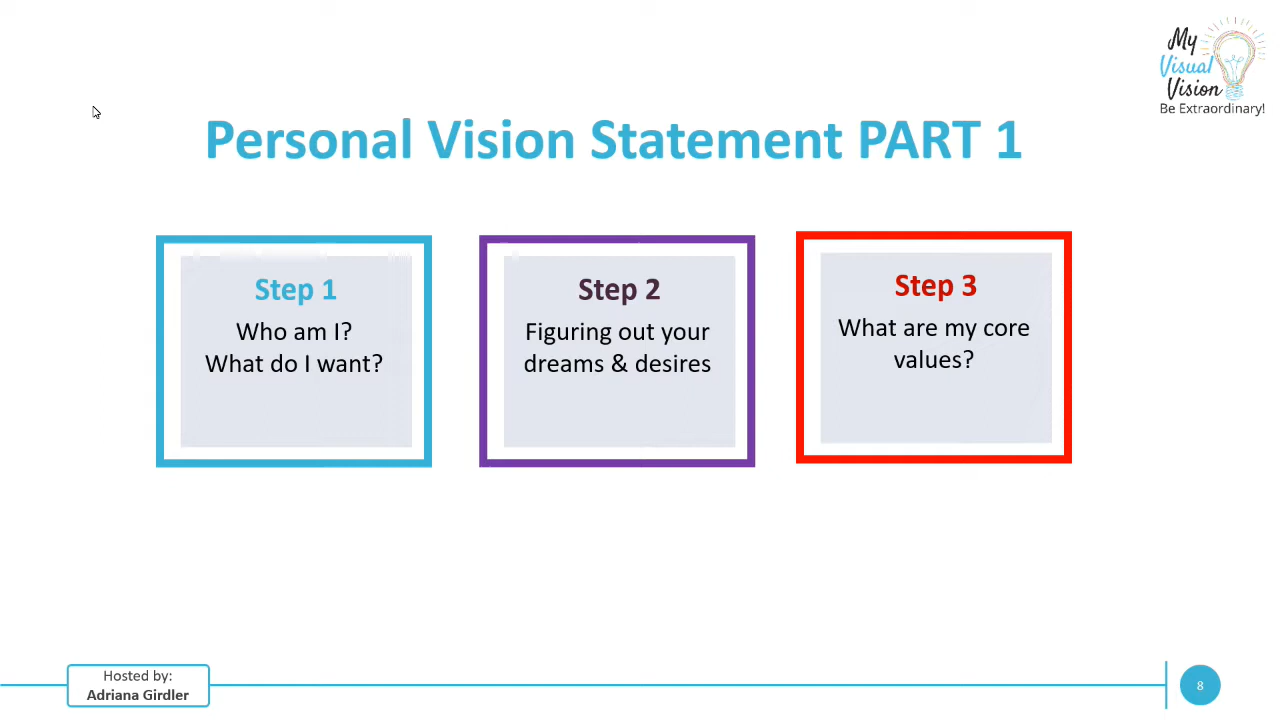 My
Visual
Vision
Be Extraordinary!
Personal Vision Statement PART 1
Step 1
Who am I?
What do I want?
Step 2
Figuring out your
dreams & desires
Step 3
What are my core
values?
Hosted by:
Adriana Girdler
8